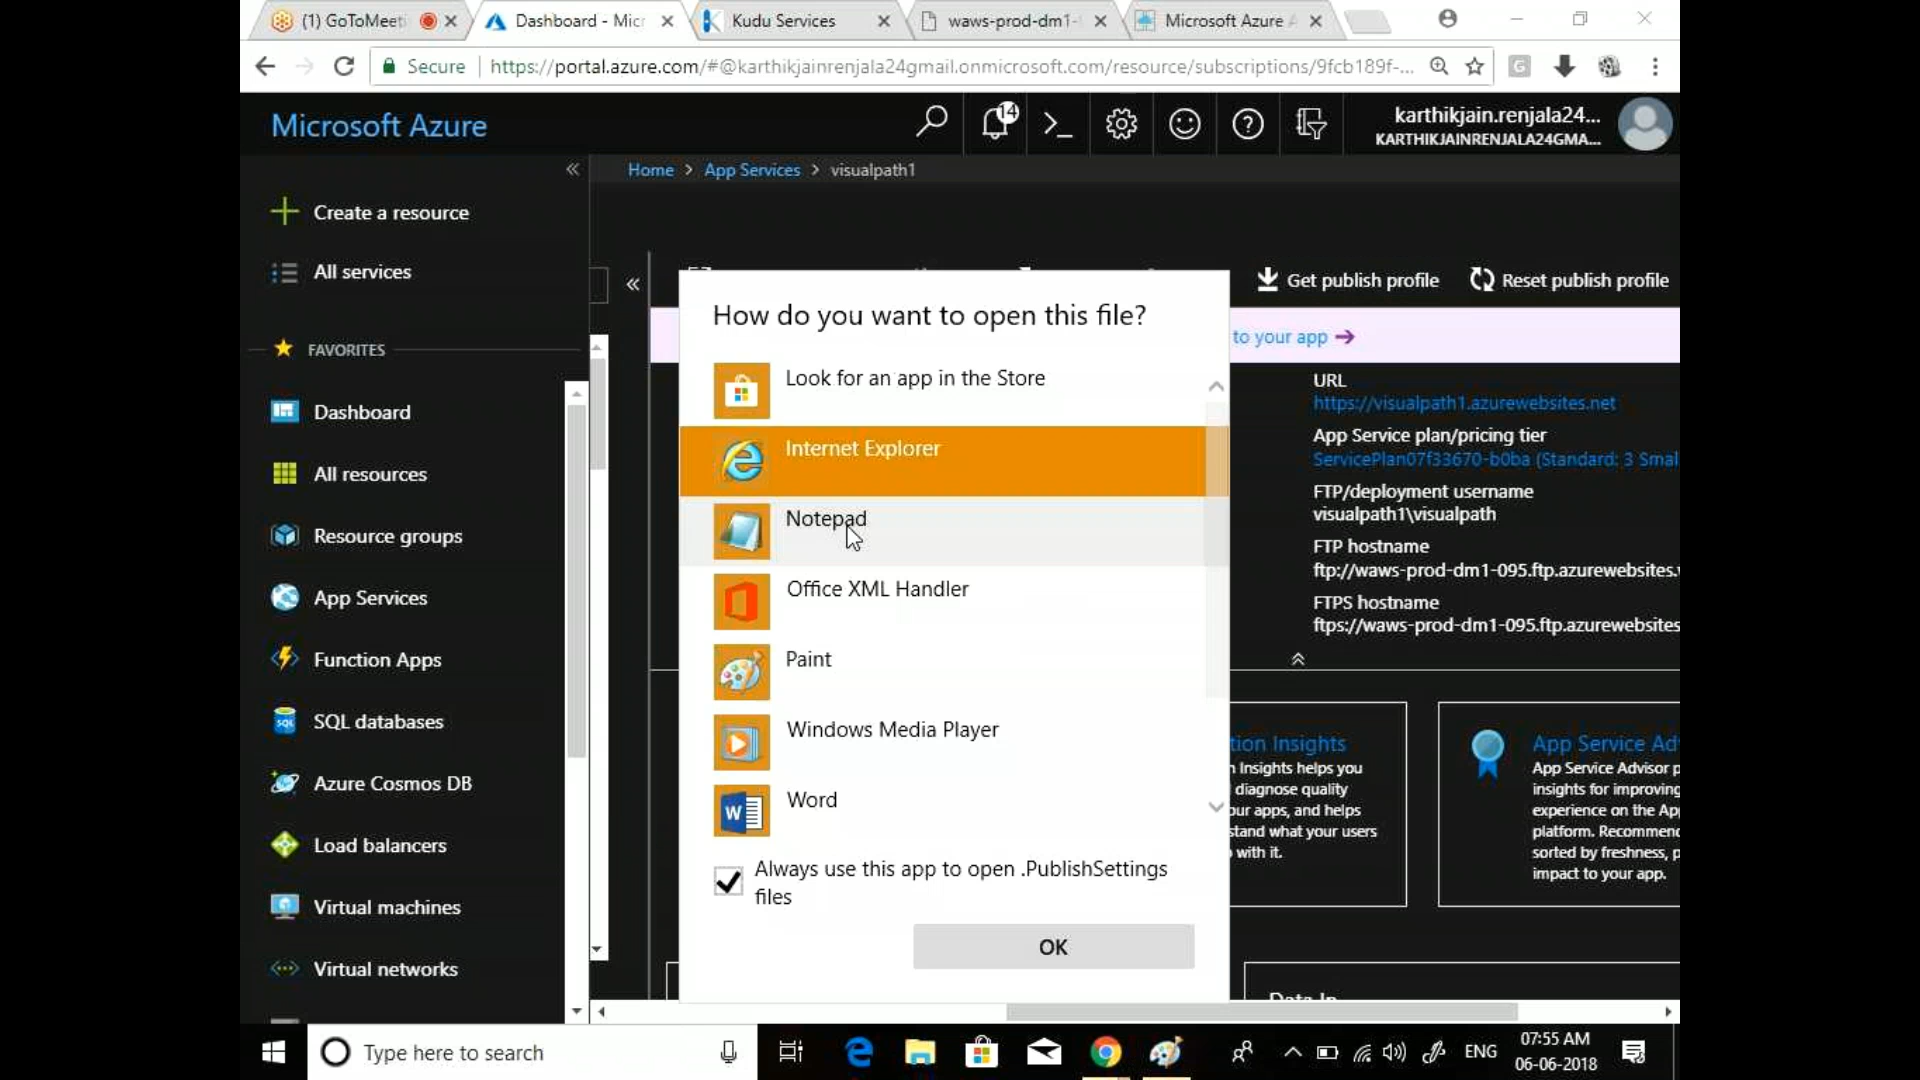 (1) GoToMeeti
Dashboard - Micr
Kudu Services
waws-prod-dm1-
Microsoft Azure A
Secure
https://portal.azure.com/#@karthikjainrenjala24gmail.onmicrosoft.com/resource/subscriptions/9fcb189f-...
Microsoft Azure
14
karthikjain.renjala24...
KARTHIKJAINRENJALA24GMA...
Home > App Services > visualpath1
Create a resource
All services
FAVORITES
Dashboard
All resources
Resource groups
App Services
Function Apps
SQL databases
Azure Cosmos DB
Load balancers
Virtual machines
Virtual networks
Get publish profile
Reset publish profile
to your app
How do you want to open this file?
Look for an app in the Store
Internet Explorer
Notepad
Office XML Handler
Paint
Windows Media Player
Word
Always use this app to open .PublishSettings
files
OK
URL
https://visualpath1.azurewebsites.net
App Service plan/pricing tier
ServicePlan07f33670-b0ba (Standard: 3 Smal
FTP/deployment username
visualpath1\visualpath
FTP hostname
ftp://waws-prod-dm1-095.ftp.azurewebsites.
FTPS hostname
ftps://waws-prod-dm1-095.ftp.azurewebsites
tion Insights
n Insights helps you
diagnose quality
our apps, and helps
stand what your users
with it.
App Service Ad
App Service Advisor p
insights for improving
experience on the Ap
platform. Recommen
sorted by freshness, p
impact to your app.
Data In
Type here to search
ENG
07:55 AM
06-06-2018